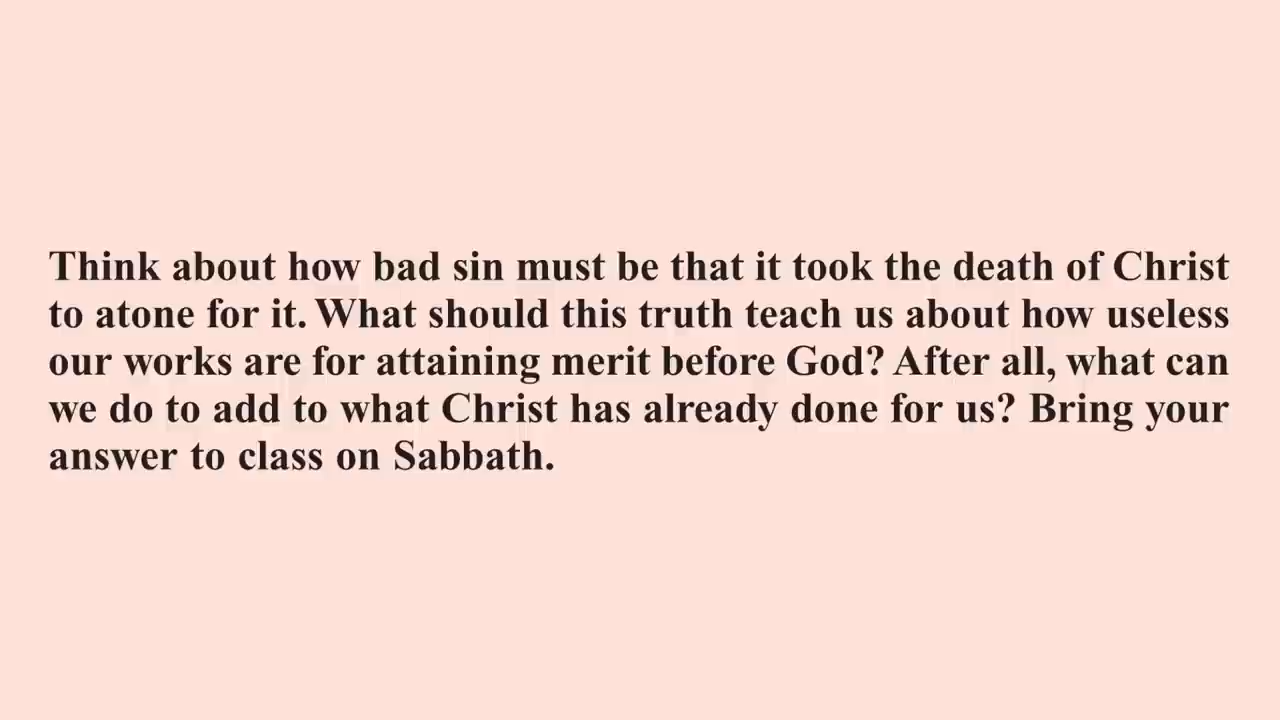 Think about how bad sin must be that it took the death of Christ
to atone for it. What should this truth teach us about how useless
our works are for attaining merit before God? After all, what can
we do to add to what Christ has already done for us? Bring your
answer to class on Sabbath.